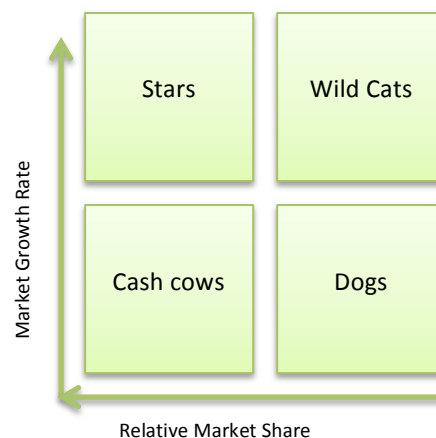 Stars
Wild Cats
Market Growth Rate
Cash cows
Dogs
Relative Market Share